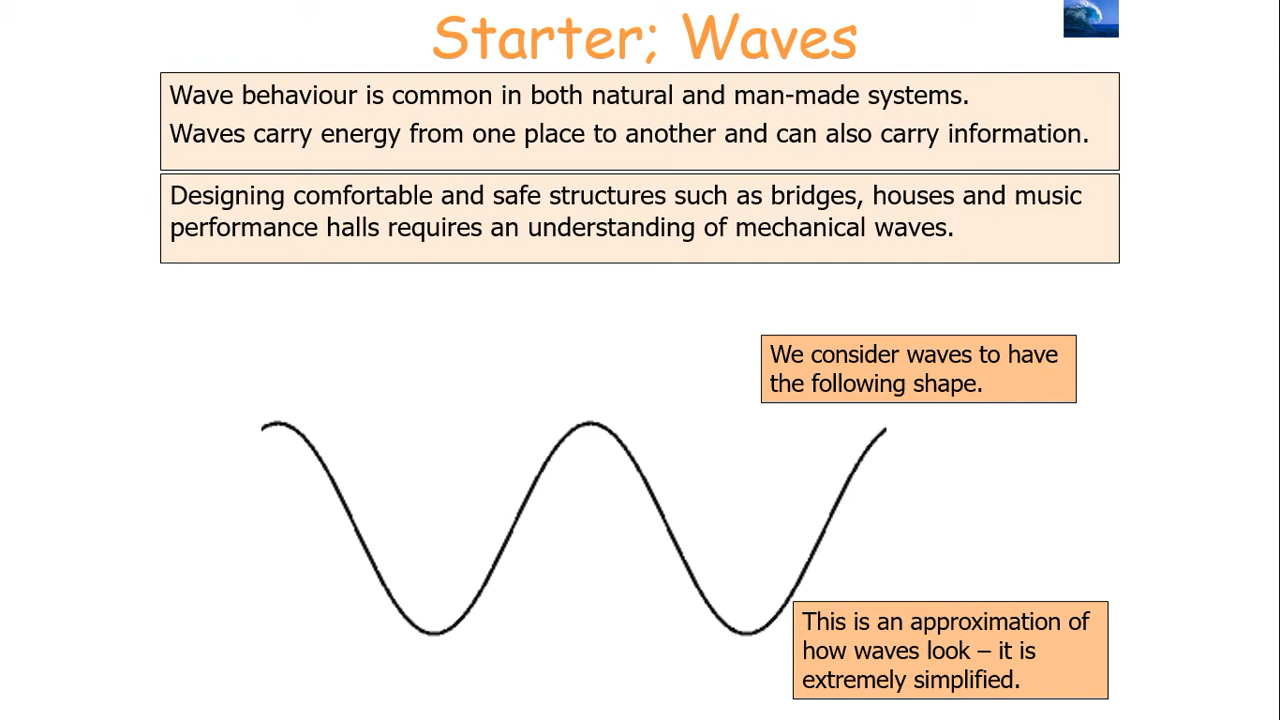 Starter; Waves
Wave behaviour is common in both natural and man-made systems.
Waves carry energy from one place to another and can also carry information.
Designing comfortable and safe structures such as bridges, houses and music
performance halls requires an understanding of mechanical waves.
We consider waves to have
the following shape.
This is an approximation of
how waves look – it is
extremely simplified.